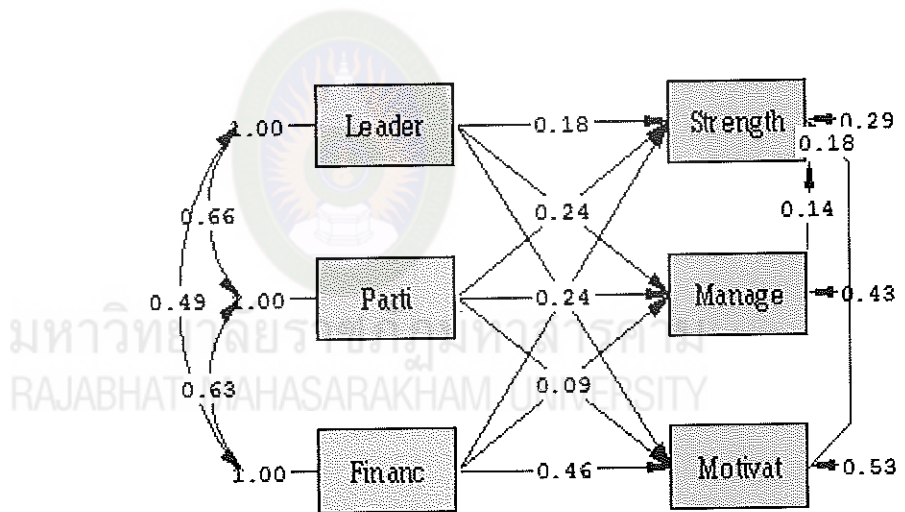 1.00 Leader 0.18 Strength 0.29
0.18
0.66 0.24 0.14
1.00 Parti 0.24 Manage 0.43
0.49
มหาวิทยาลัยราชภัฏมหาสารคาม
0.63 0.09
RAJABHAT MAHASARAKHAM UNIVERSITY
1.00 Financ 0.46 Motivat 0.53